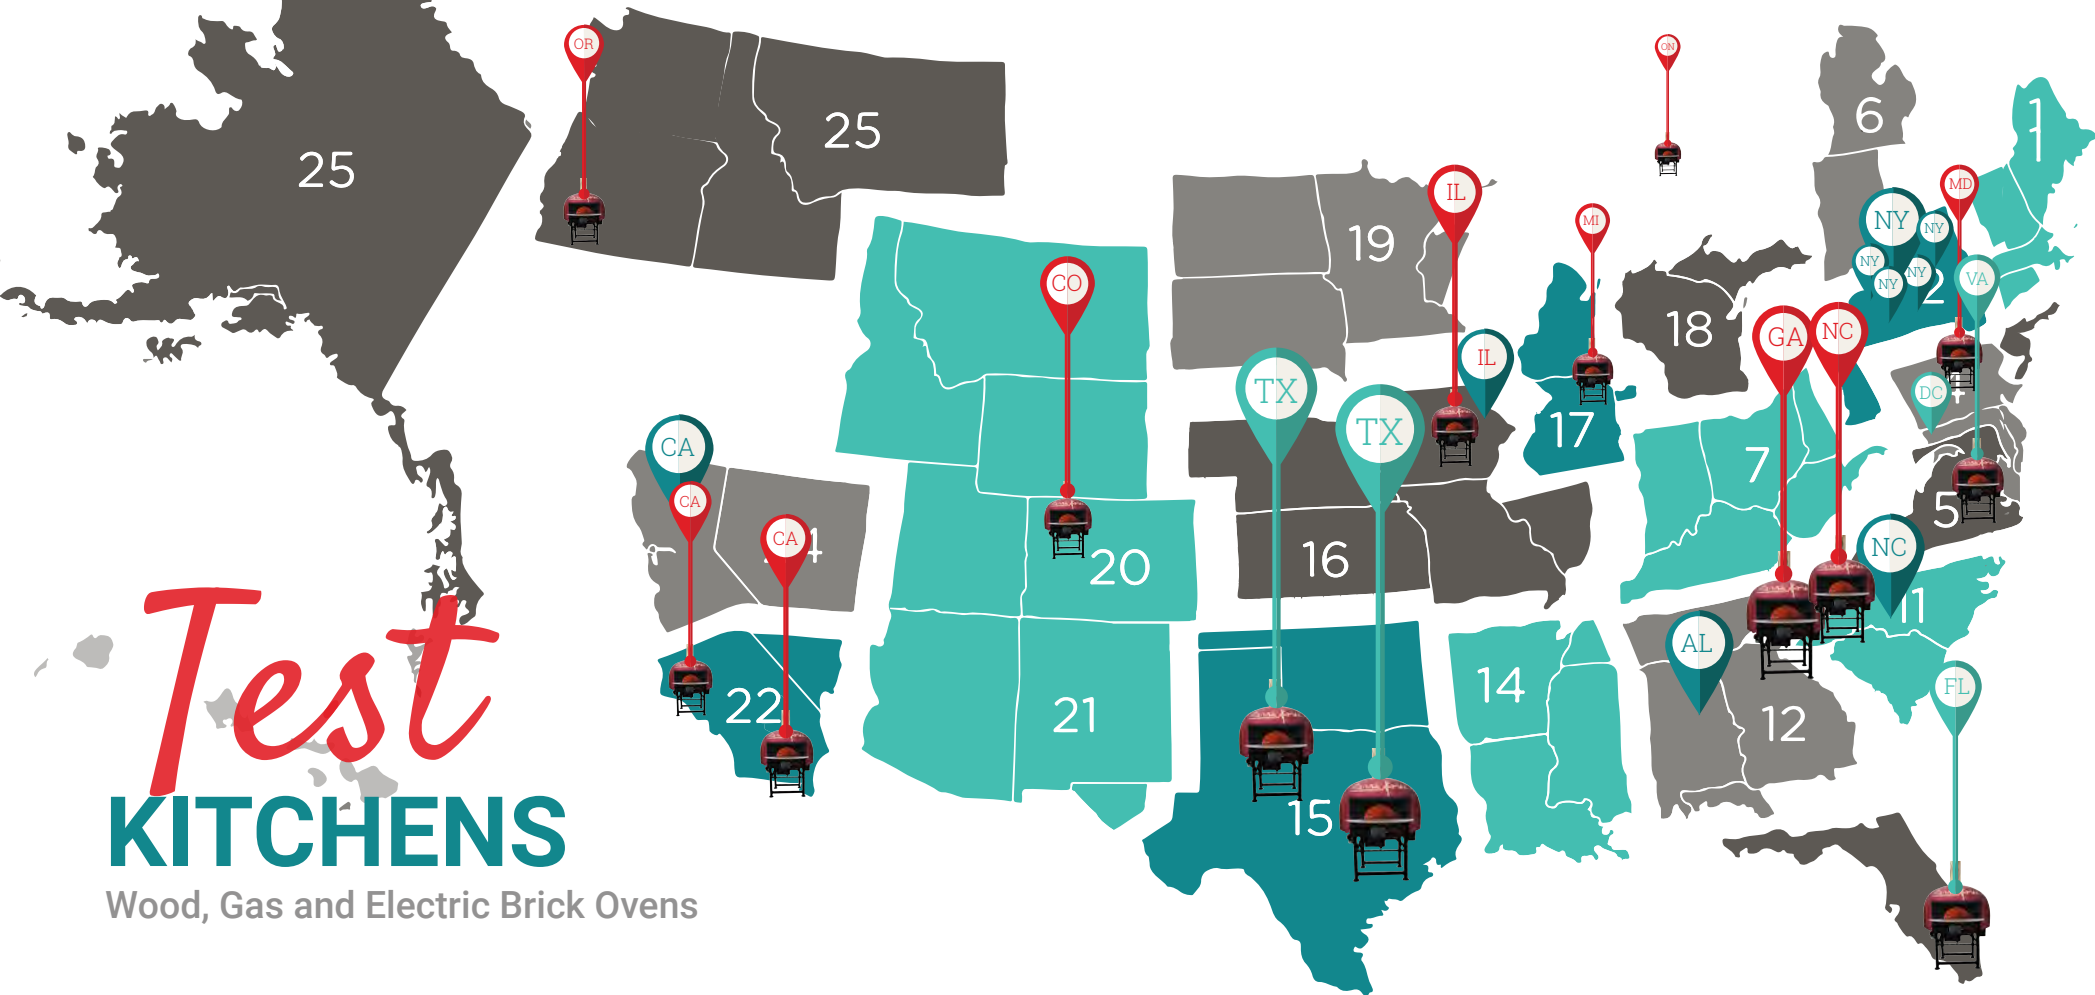 OR
ON
25
25
6
1
IL
MD
19
MI
NY
NY
NY
NY
NY
2
VA
CO
18
GA
NC
IL
TX
TX
DC
4
17
CA
7
CA
5
CA
4
20
16
NC
11
AL
14
FL
22
21
12
15
Test
KITCHENS
Wood, Gas and Electric Brick Ovens